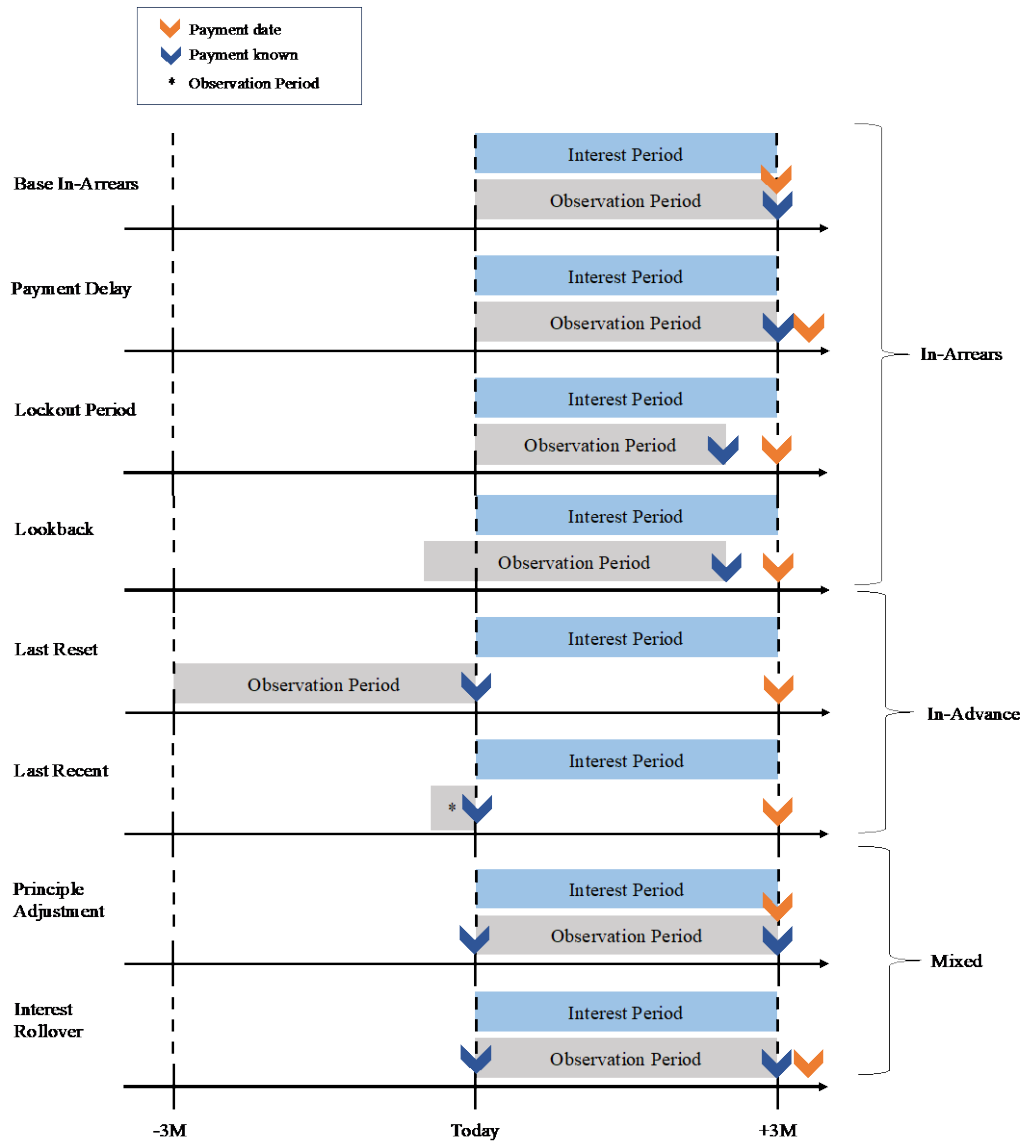 Payment date
Payment known
* Observation Period
Interest Period
Base In-Arrears
Observation Period
Interest Period
Payment Delay
Observation Period
In-Arrears
Interest Period
Lockout Period
Observation Period
Interest Period
Lookback
Observation Period
Interest Period
Last Reset
Observation Period
In-Advance
Interest Period
Last Recent
*
Principle
Adjustment
Interest Period
Observation Period
Mixed
Interest
Rollover
Interest Period
Observation Period
-3M
Today
+3M